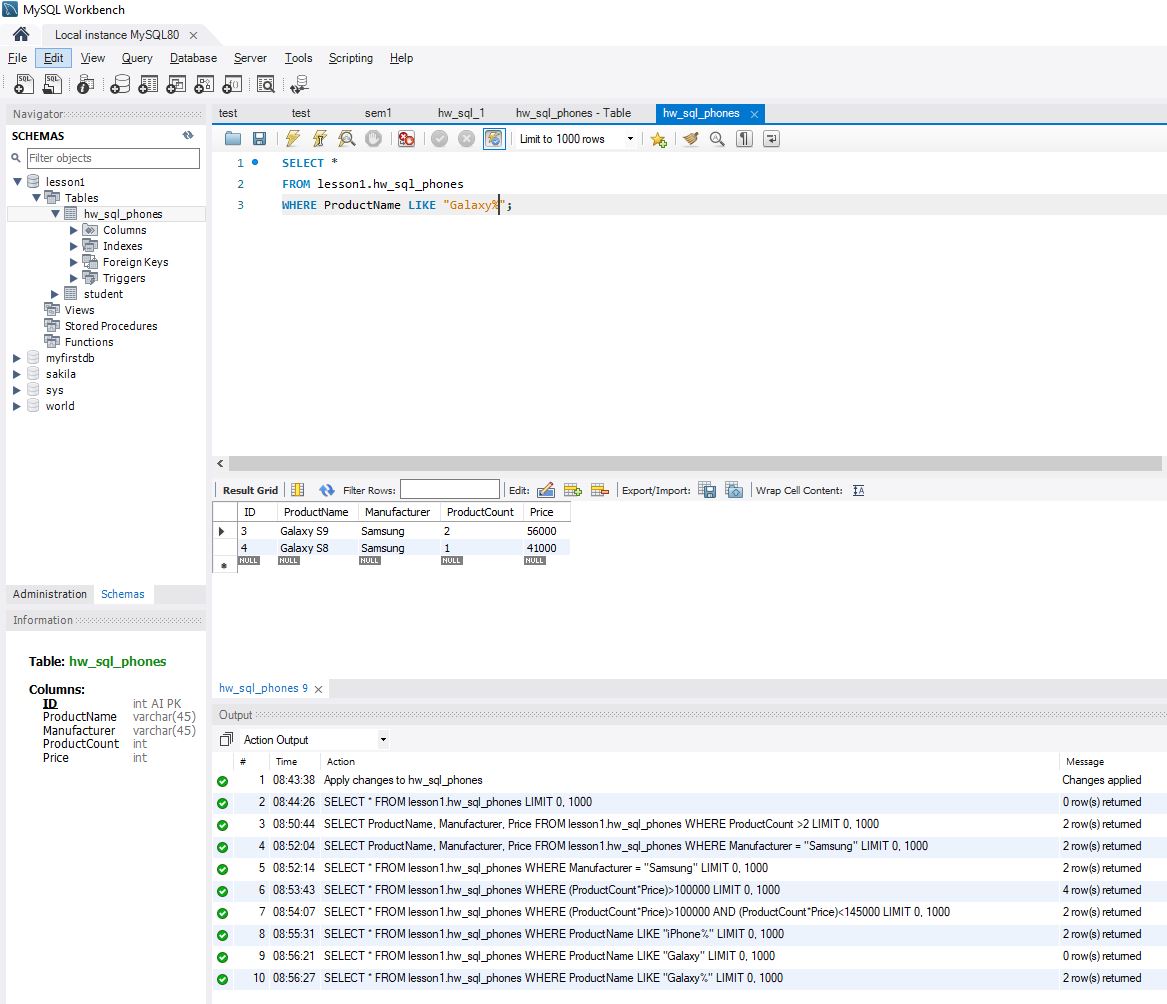 MySQL Workbench
Local instance MySQL80
File Edit View Query Database Server Tools Scripting Help
Navigator
test test sem1 hw_sql_1 hw_sql_phones - Table hw_sql_phones
SCHEMAS
Limit to 1000 rows
Filter objects
lesson1
Tables
hw_sql_phones
Columns
Indexes
Foreign Keys
Triggers
student
Views
Stored Procedures
Functions
myfirstdb
sakila
sys
world
1 SELECT *
2 FROM lesson1.hw_sql_phones
3 WHERE ProductName LIKE "Galaxy%";
Result Grid Filter Rows: Edit: Export/Import: Wrap Cell Content:
ID ProductName Manufacturer ProductCount Price
3 Galaxy S9 Samsung 2 56000
4 Galaxy S8 Samsung 1 41000
NULL NULL NULL NULL NULL
Administration Schemas
Information
Table: hw_sql_phones
Columns:
ID int AI PK
ProductName varchar(45)
Manufacturer varchar(45)
ProductCount int
Price int
hw_sql_phones 9
Output
Action Output
# Time Action Message
1 08:43:38 Apply changes to hw_sql_phones Changes applied
2 08:44:26 SELECT * FROM lesson1.hw_sql_phones LIMIT 0, 1000 0 row(s) returned
3 08:50:44 SELECT ProductName, Manufacturer, Price FROM lesson1.hw_sql_phones WHERE ProductCount >2 LIMIT 0, 1000 2 row(s) returned
4 08:52:04 SELECT ProductName, Manufacturer, Price FROM lesson1.hw_sql_phones WHERE Manufacturer = "Samsung" LIMIT 0, 1000 2 row(s) returned
5 08:52:14 SELECT * FROM lesson1.hw_sql_phones WHERE Manufacturer = "Samsung" LIMIT 0, 1000 2 row(s) returned
6 08:53:43 SELECT * FROM lesson1.hw_sql_phones WHERE (ProductCount*Price)>100000 LIMIT 0, 1000 4 row(s) returned
7 08:54:07 SELECT * FROM lesson1.hw_sql_phones WHERE (ProductCount*Price)>100000 AND (ProductCount*Price)<145000 LIMIT 0, 1000 2 row(s) returned
8 08:55:31 SELECT * FROM lesson1.hw_sql_phones WHERE ProductName LIKE "iPhone%" LIMIT 0, 1000 2 row(s) returned
9 08:56:21 SELECT * FROM lesson1.hw_sql_phones WHERE ProductName LIKE "Galaxy" LIMIT 0, 1000 0 row(s) returned
10 08:56:27 SELECT * FROM lesson1.hw_sql_phones WHERE ProductName LIKE "Galaxy%" LIMIT 0, 1000 2 row(s) returned